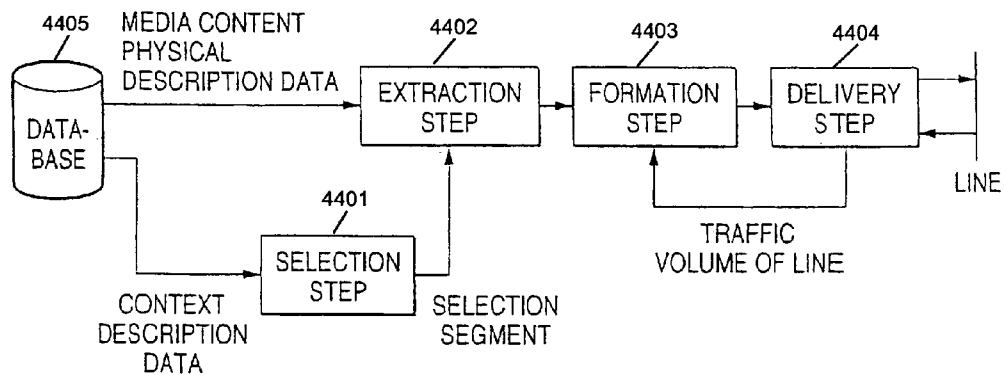 4405
MEDIA CONTENT
PHYSICAL
DESCRIPTION DATA
4402
4403
4404
DATA-
BASE
EXTRACTION
STEP
FORMATION
STEP
DELIVERY
STEP
LINE
4401
SELECTION
STEP
TRAFFIC
VOLUME OF LINE
CONTEXT
DESCRIPTION
DATA
SELECTION
SEGMENT